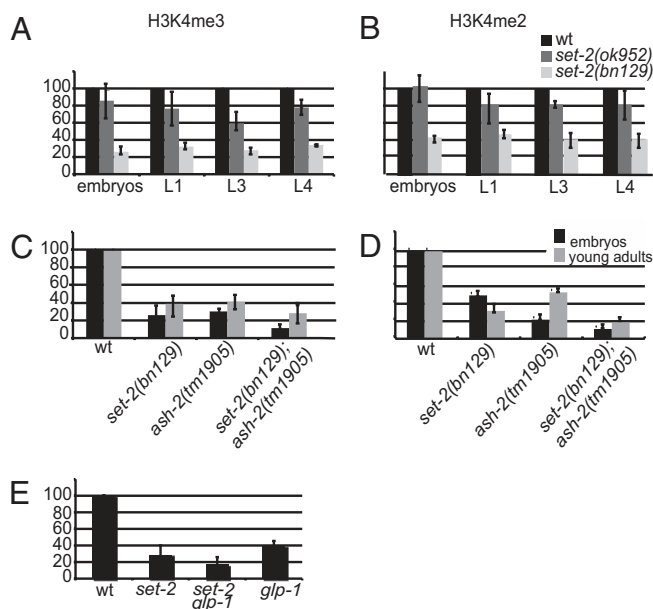 A
H3K4me3
100
80
60
40
20
0
embryos L1 L3 L4
B
H3K4me2
wt
set-2(ok952)
set-2(bn129)
embryos L1 L3 L4
C
100
80
60
40
20
0
wt
set-2(bn129)
ash-2(tm1905)
set-2(bn129);
ash-2(tm1905)
D
embryos
young adults
wt
set-2(bn129)
ash-2(tm1905)
set-2(bn129);
ash-2(tm1905)
E
100
80
60
40
20
0
wt set-2 set-2 glp-1
glp-1